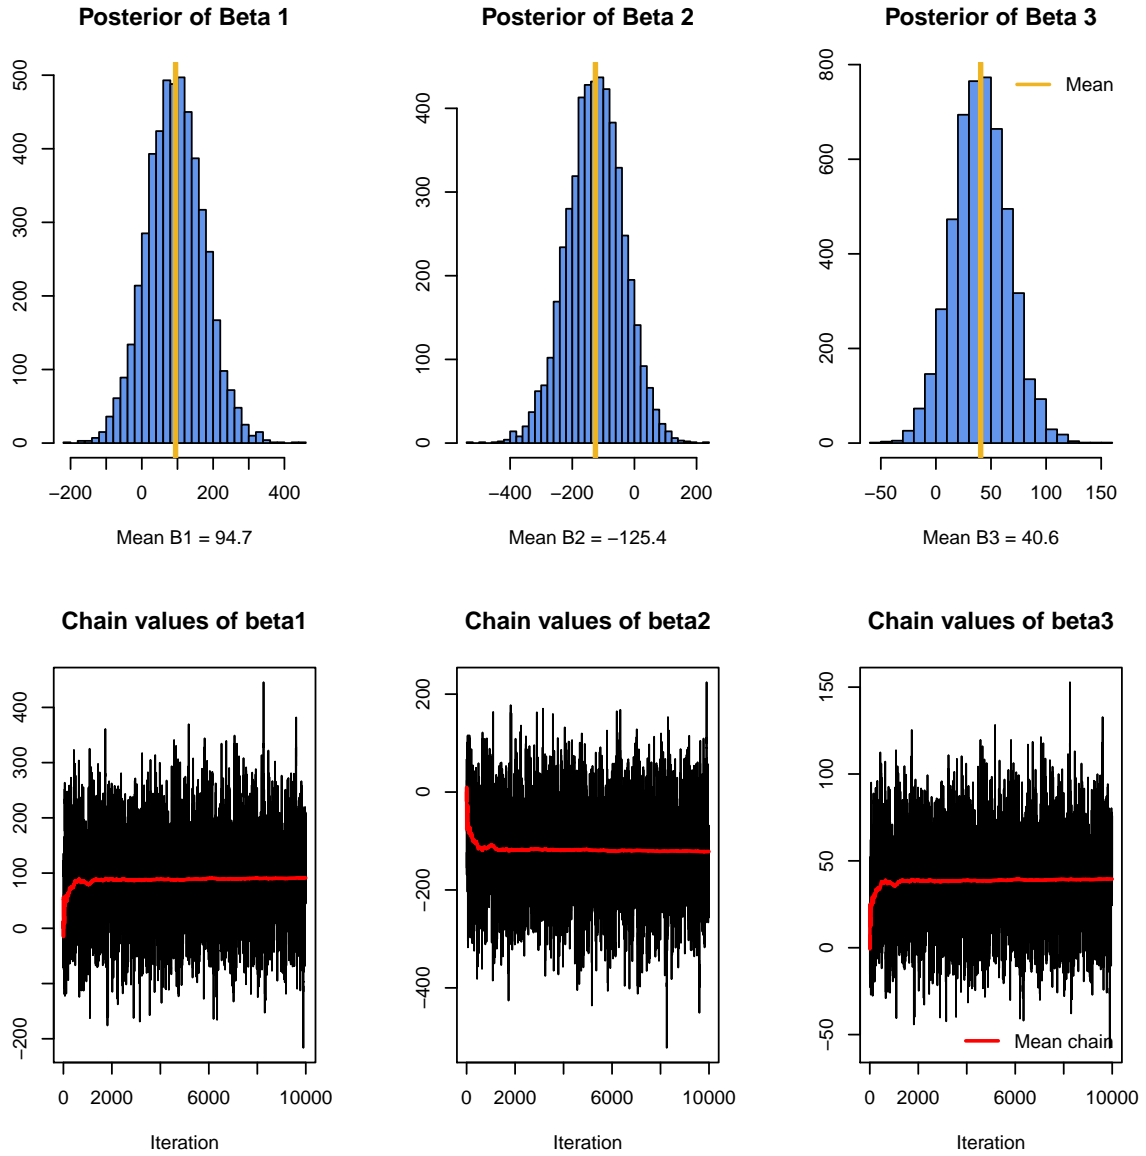 Posterior of Beta 1
500
400
300
200
100
0
−200 0 200 400
Mean B1 = 94.7
Posterior of Beta 2
400
300
200
100
0
−400 −200 0 200
Mean B2 = −125.4
Posterior of Beta 3
Mean
800
600
400
200
0
−50 0 50 100 150
Mean B3 = 40.6
Chain values of beta1
400
300
200
100
0
−200
0 2000 6000 10000
Iteration
Chain values of beta2
200
0
−200
−400
0 2000 6000 10000
Iteration
Chain values of beta3
150
100
50
0
−50
Mean chain
0 2000 6000 10000
Iteration